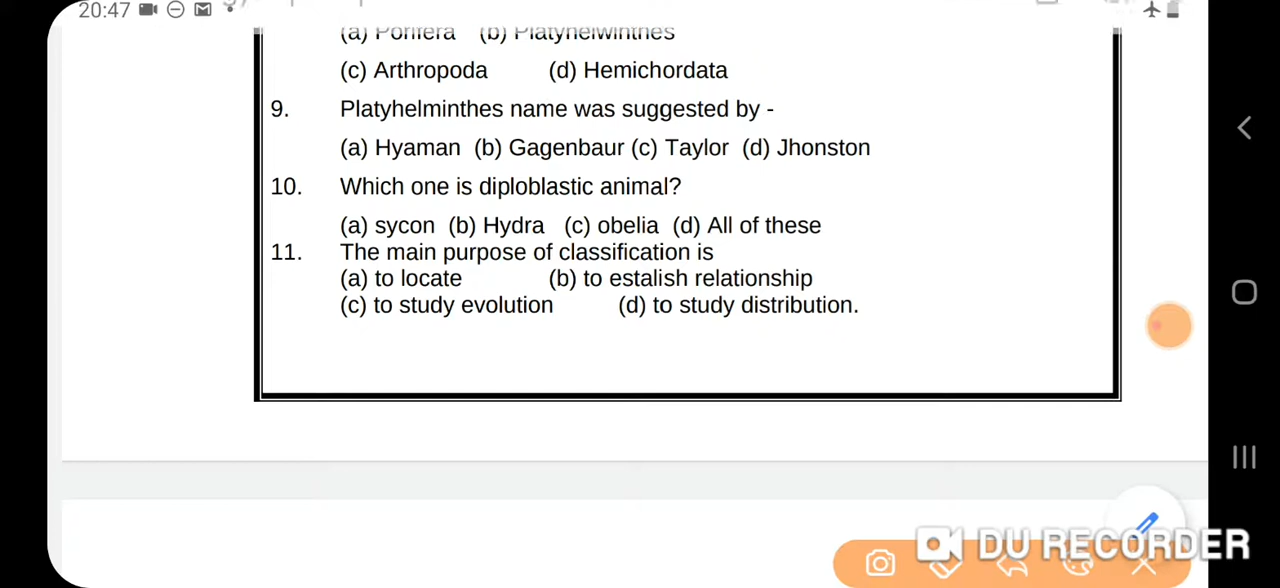 20:47
(a) Porifera (b) Platyhelwinthes
(c) Arthropoda (d) Hemichordata
9. Platyhelminthes name was suggested by -
(a) Hyaman (b) Gagenbaur (c) Taylor (d) Jhonston
10. Which one is diploblastic animal?
(a) sycon (b) Hydra (c) obelia (d) All of these
11. The main purpose of classification is
(a) to locate (b) to estalish relationship
(c) to study evolution (d) to study distribution.
DU RECORDER